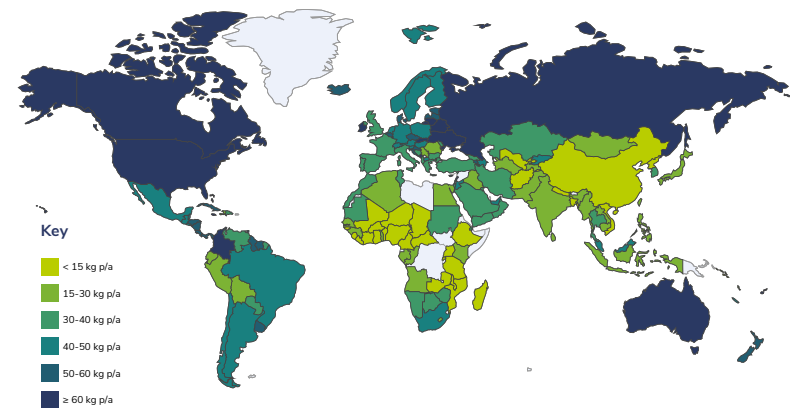 Key
< 15 kg p/a
15-30 kg p/a
30-40 kg p/a
40-50 kg p/a
50-60 kg p/a
≥ 60 kg p/a